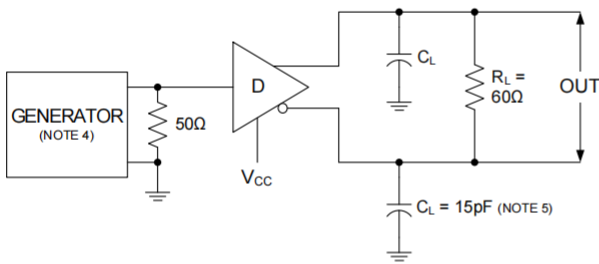 GENERATOR
(NOTE 4)
50Ω
D
VCC
CL
RL =
60Ω
OUT
CL = 15pF (NOTE 5)